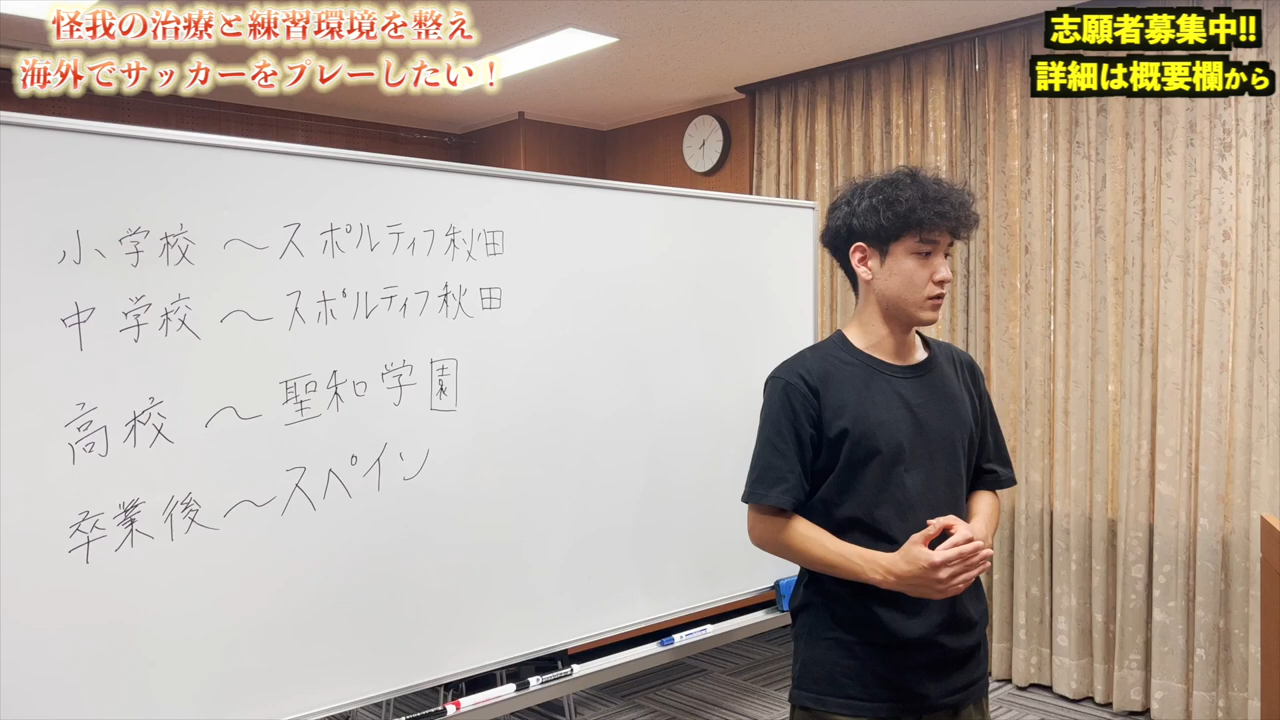 怪我の治療と練習環境を整え
海外でサッカーをプレーしたい！
志願者募集中!!
詳細は概要欄から
小学校 〜スポルティフ秋田
中学校 〜スポルティフ秋田
高校 〜聖和学園
卒業後〜スペイン